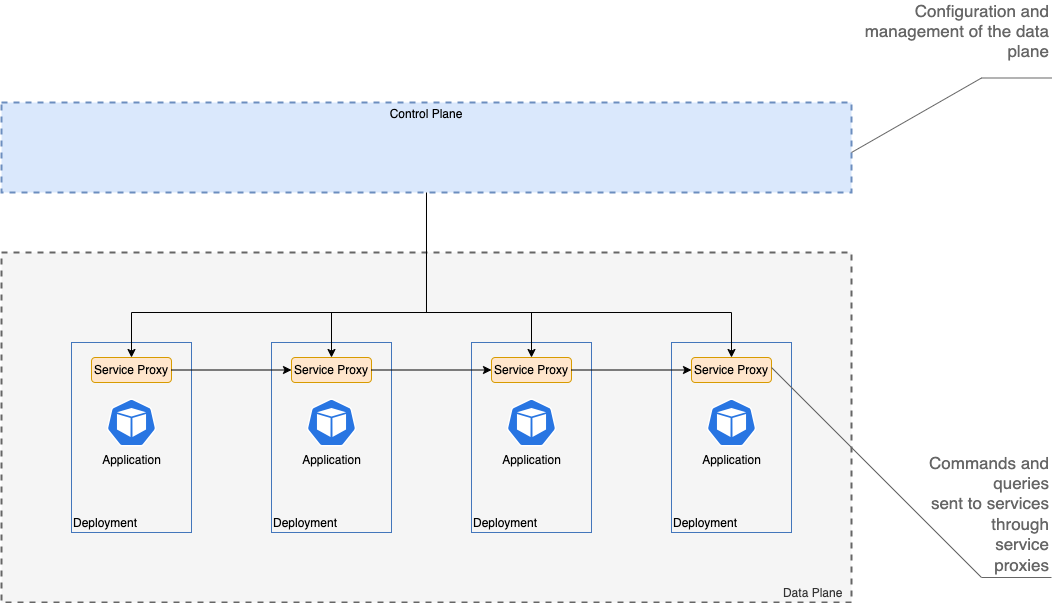 Configuration and
management of the data
plane
Control Plane
Service Proxy
Service Proxy
Service Proxy
Service Proxy
Application
Application
Application
Application
Commands and
queries
sent to services
through
service
proxies
Deployment
Deployment
Deployment
Deployment
Data Plane